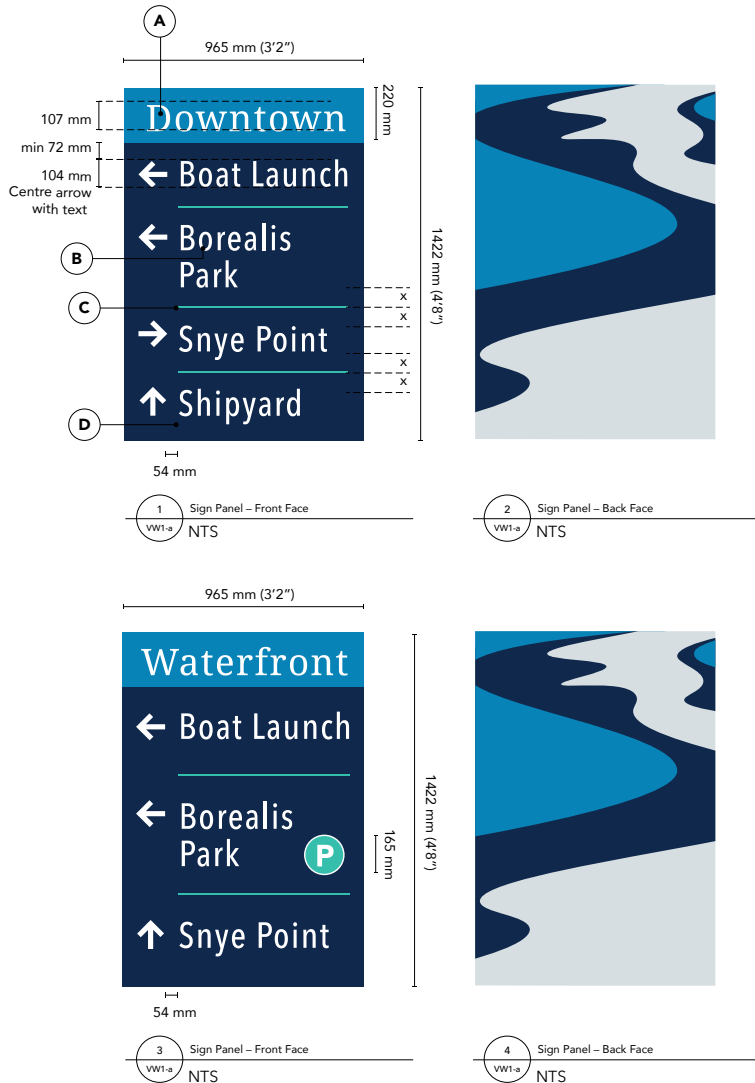 A
965 mm (3’2”)
220 mm
107 mm
Downtown
min 72 mm
104 mm
Centre arrow
with text
← Boat Launch
B
← Borealis
Park
1422 mm (4’8”)
C
x
x
→ Snye Point
x
x
D
↑ Shipyard
54 mm
1
VW1-a
Sign Panel – Front Face
NTS
2
VW1-a
Sign Panel – Back Face
NTS
965 mm (3’2”)
Waterfront
← Boat Launch
← Borealis
Park
P
165 mm
1422 mm (4’8”)
↑ Snye Point
54 mm
3
VW1-a
Sign Panel – Front Face
NTS
4
VW1-a
Sign Panel – Back Face
NTS